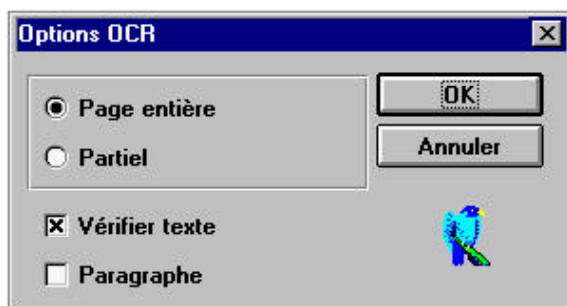 Options OCR
Page entière
Partiel
OK
Annuler
Vérifier texte
Paragraphe